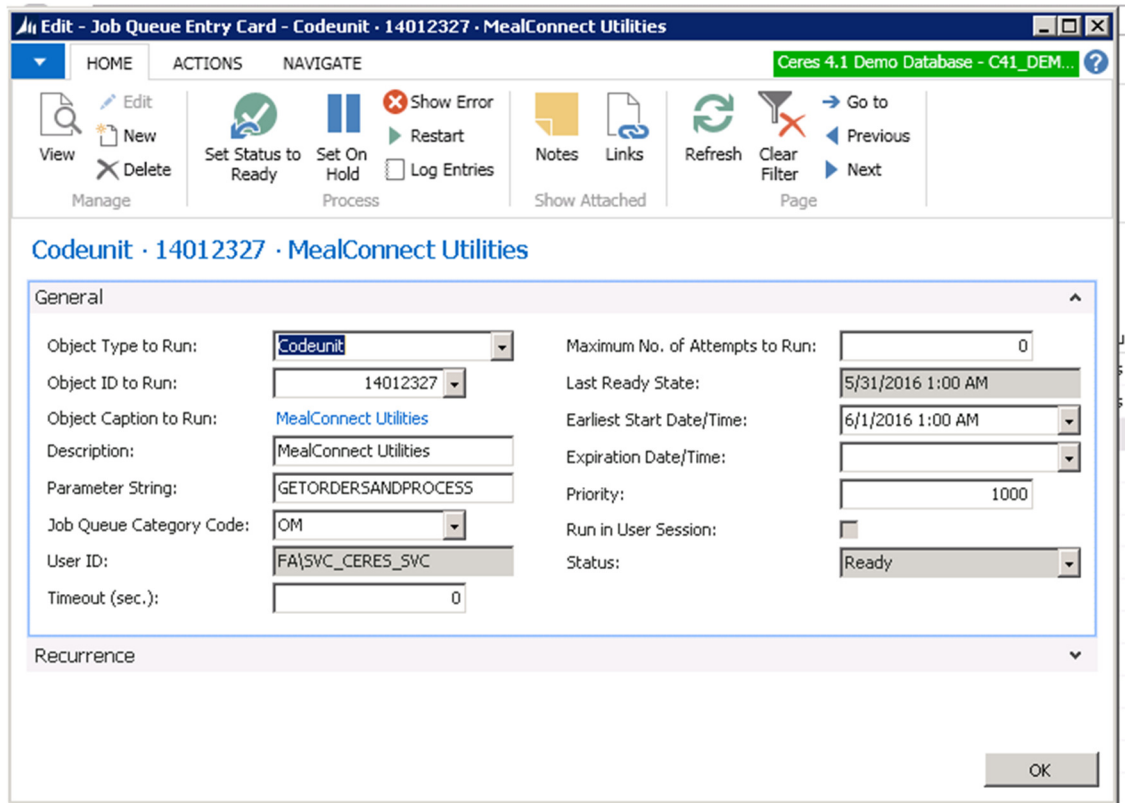 Edit - Job Queue Entry Card - Codeunit · 14012327 · MealConnect Utilities
HOME ACTIONS NAVIGATE Ceres 4.1 Demo Database - C41_DEM... ?
View
Edit
New
Delete
Manage
Set Status to Ready
Set On Hold
Show Error
Restart
Log Entries
Process
Notes
Links
Show Attached
Refresh
Clear Filter
Go to
Previous
Next
Page
Codeunit · 14012327 · MealConnect Utilities
General
Object Type to Run: Codeunit
Object ID to Run: 14012327
Object Caption to Run: MealConnect Utilities
Description: MealConnect Utilities
Parameter String: GETORDERSANDPROCESS
Job Queue Category Code: OM
User ID: FA\SVC_CERES_SVC
Timeout (sec.): 0
Maximum No. of Attempts to Run: 0
Last Ready State: 5/31/2016 1:00 AM
Earliest Start Date/Time: 6/1/2016 1:00 AM
Expiration Date/Time:
Priority: 1000
Run in User Session:
Status: Ready
Recurrence
OK